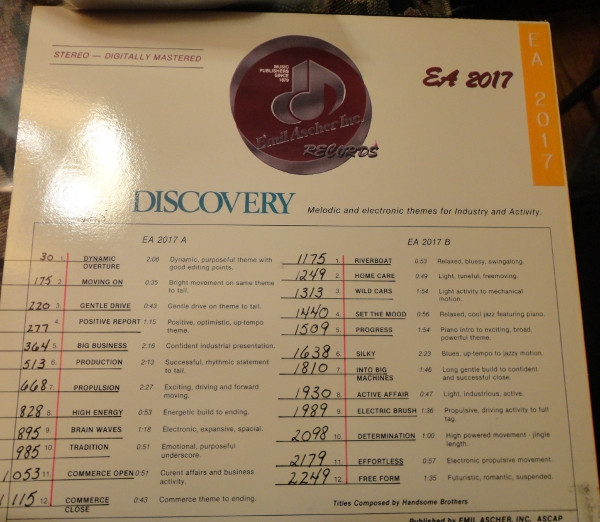 STEREO — DIGITALLY MASTERED
MUSIC
PUBLISHERS
SINCE
1879
Emil Ascher Inc.
RECORDS
EA 2017
EA 2017
DISCOVERY Melodic and electronic themes for Industry and Activity.
EA 2017 A
30 1. DYNAMIC OVERTURE 2:06 Dynamic, purposeful theme with
good editing points.
175 2. MOVING ON 0:35 Bright movement on same theme
to tail.
220 3. GENTLE DRIVE 0:43 Gentle drive on theme to tail.
277 4. POSITIVE REPORT 1:15 Positive, optimistic, up-tempo
theme.
364 5. BIG BUSINESS 2:16 Confident industrial presentation.
513 6. PRODUCTION 2:13 Successful, rhythmic statement
to tail.
668 7. PROPULSION 2:27 Exciting, driving and forward
moving.
828 8. HIGH ENERGY 0:53 Energetic build to ending.
895 9. BRAIN WAVES 1:18 Electronic, expansive, spacial.
985 10. TRADITION 0:51 Emotional, purposeful
underscore.
1053 11. COMMERCE OPEN 0:51 Curent affairs and business
activity.
1115 12. COMMERCE CLOSE 0:43 Commerce theme to ending.
EA 2017 B
1175 1. RIVERBOAT 0:53 Relaxed, bluesy, swingalong.
1249 2. HOME CARE 0:49 Light, tuneful, freemoving.
1313 3. WILD CARS 1:54 Light activity to mechanical
motion.
1440 4. SET THE MOOD 0:56 Relaxed, cool jazz featuring piano.
1509 5. PROGRESS 1:54 Piano intro to exciting, broad,
powerful theme.
1638 6. SILKY 2:23 Blues, up-tempo to jazzy motion.
1810 7. INTO BIG MACHINES 1:46 Long gentle build to confident
and successful close.
1930 8. ACTIVE AFFAIR 0:47 Light, industrious, active.
1989 9. ELECTRIC BRUSH 1:36 Propulsive, driving activity to full
tag.
2098 10. DETERMINATION 1:00 High powered movement - jingle
length.
2179 11. EFFORTLESS 0:57 Electronic propulsive movement.
2249 12. FREE FORM 1:35 Futuristic, romantic, suspended.
Titles Composed by Handsome Brothers
Published by EMIL ASCHER, INC. ASCAP